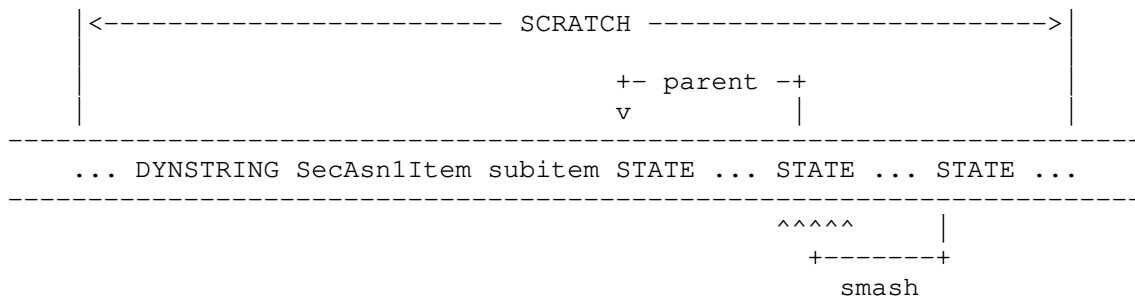 |<-------------------------- SCRATCH -------------------------->|
|                                                               |
|                                  +- parent -+                 |
|                                  v          |                 |
-----------------------------------------------------------------------
... DYNSTRING SecAsn1Item subitem STATE ... STATE ... STATE ...
-----------------------------------------------------------------------
^^^^^     |
+-------+
smash